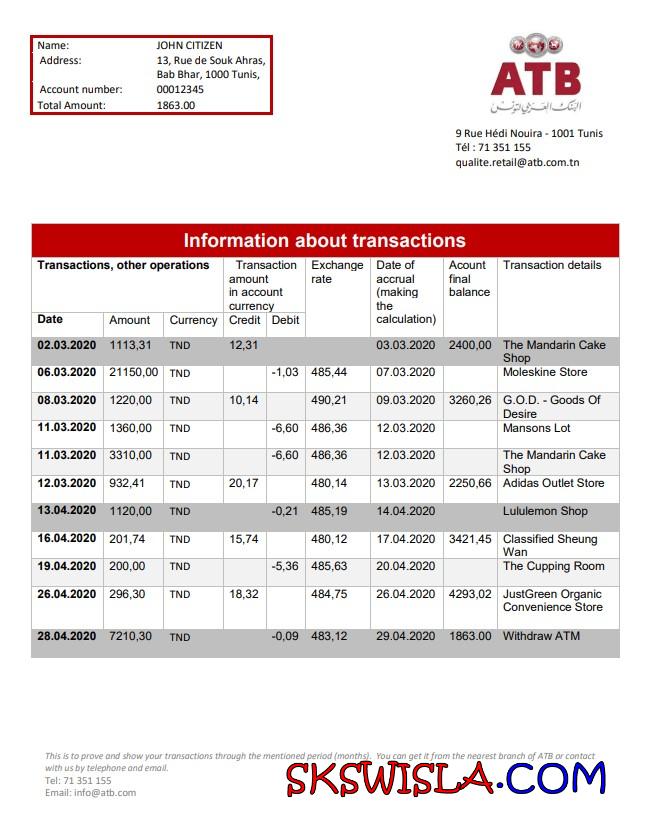 Name: JOHN CITIZEN
Address: 13, Rue de Souk Ahras,
Bab Bhar, 1000 Tunis,
Account number: 00012345
Total Amount: 1863.00
ATB
البنك العربي لتونس
9 Rue Hédi Nouira - 1001 Tunis
Tél : 71 351 155
qualite.retail@atb.com.tn
Information about transactions
Transactions, other operations Transaction amount in account currency Exchange rate Date of accrual (making the calculation) Acount final balance Transaction details
Date Amount Currency Credit Debit
02.03.2020 1113,31 TND 12,31 03.03.2020 2400,00 The Mandarin Cake
Shop
06.03.2020 21150,00 TND -1,03 485,44 07.03.2020 Moleskine Store
08.03.2020 1220,00 TND 10,14 490,21 09.03.2020 3260,26 G.O.D. - Goods Of
Desire
11.03.2020 1360,00 TND -6,60 486,36 12.03.2020 Mansons Lot
11.03.2020 3310,00 TND -6,60 486,36 12.03.2020 The Mandarin Cake
Shop
12.03.2020 932,41 TND 20,17 480,14 13.03.2020 2250,66 Adidas Outlet Store
13.04.2020 1120,00 TND -0,21 485,19 14.04.2020 Lululemon Shop
16.04.2020 201,74 TND 15,74 480,12 17.04.2020 3421,45 Classified Sheung
Wan
19.04.2020 200,00 TND -5,36 485,63 20.04.2020 The Cupping Room
26.04.2020 296,30 TND 18,32 484,75 26.04.2020 4293,02 JustGreen Organic
Convenience Store
28.04.2020 7210,30 TND -0,09 483,12 29.04.2020 1863.00 Withdraw ATM
This is to prove and show your transactions through the mentioned period (months). You can get it from the nearest branch of ATB or contact
with us by telephone and email.
Tel: 71 351 155
Email: info@atb.com
SKSWISLA.COM